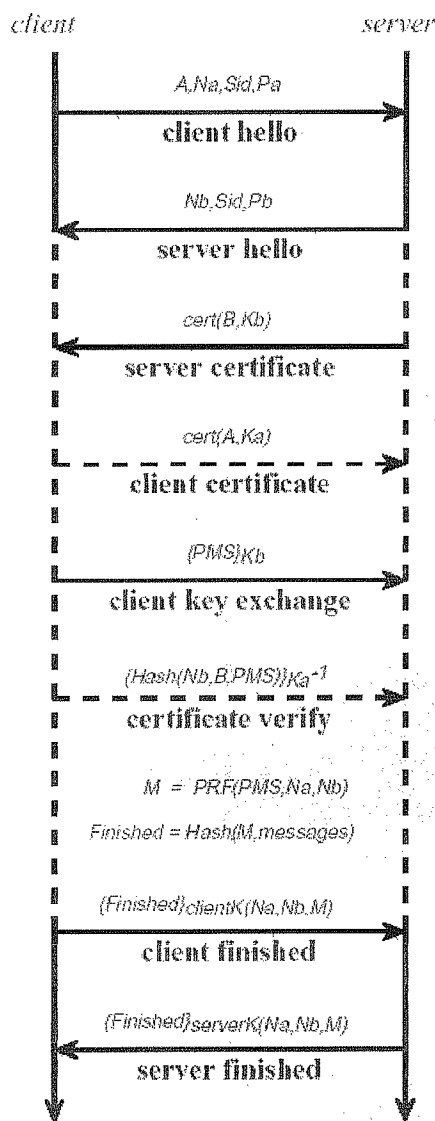 client server
A,Na,Sid,Pa
client hello
Nb,Sid,Pb
server hello
cert(B,Kb)
server certificate
cert(A,Ka)
client certificate
{PMS}Kb
client key exchange
{Hash(Nb,B,PMS)}Ka-1
certificate verify
M = PRF(PMS,Na,Nb)
Finished = Hash(M,messages)
{Finished}clientK(Na,Nb,M)
client finished
{Finished}serverK(Na,Nb,M)
server finished